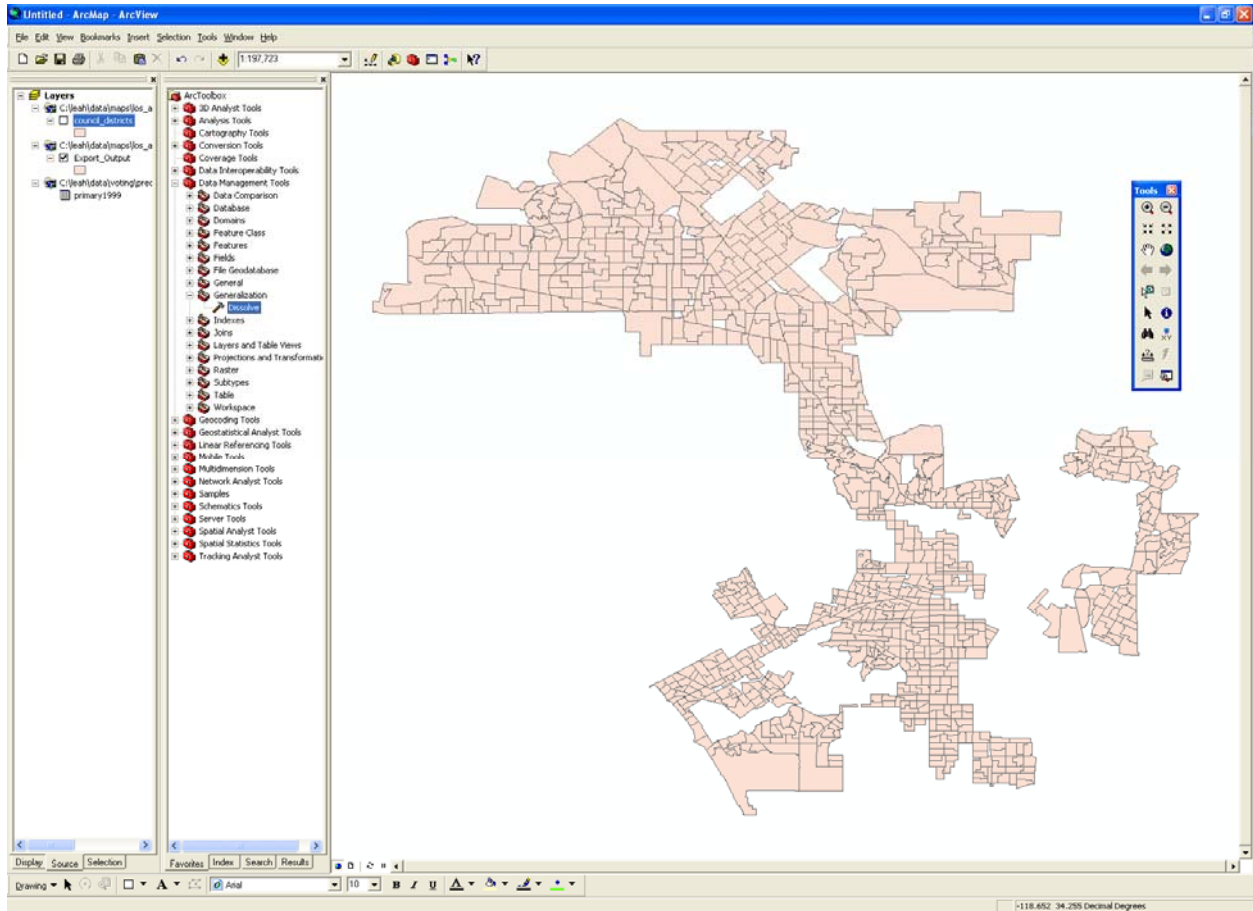 Untitled - ArcMap - ArcView
File Edit View Bookmarks Insert Selection Tools Window Help
1:197,723
Layers
C:\leah\data\maps\los_a
council_districts
C:\leah\data\maps\los_a
Export_Output
C:\leah\data\voting\prec
primary1999
Display Source Selection
ArcToolbox
3D Analyst Tools
Analysis Tools
Cartography Tools
Conversion Tools
Coverage Tools
Data Interoperability Tools
Data Management Tools
Data Comparison
Database
Domains
Feature Class
Features
Fields
File Geodatabase
General
Generalization
Dissolve
Indexes
Joins
Layers and Table Views
Projections and Transformati
Raster
Subtypes
Table
Workspace
Geocoding Tools
Geostatistical Analyst Tools
Linear Referencing Tools
Mobile Tools
Multidimension Tools
Network Analyst Tools
Samples
Schematics Tools
Server Tools
Spatial Analyst Tools
Spatial Statistics Tools
Tracking Analyst Tools
Favorites Index Search Results
Tools
XY
Drawing A Arial 10 B I U A
-118.652 34.255 Decimal Degrees